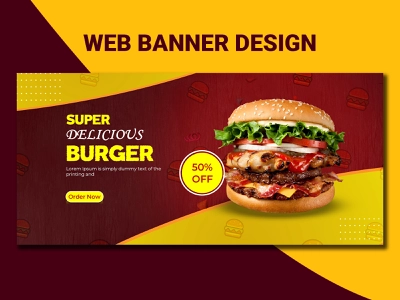 WEB BANNER DESIGN
SUPER
DELICIOUS
BURGER
Lorem Ipsum is simply dummy text of the
printing and
Order Now
50%
OFF